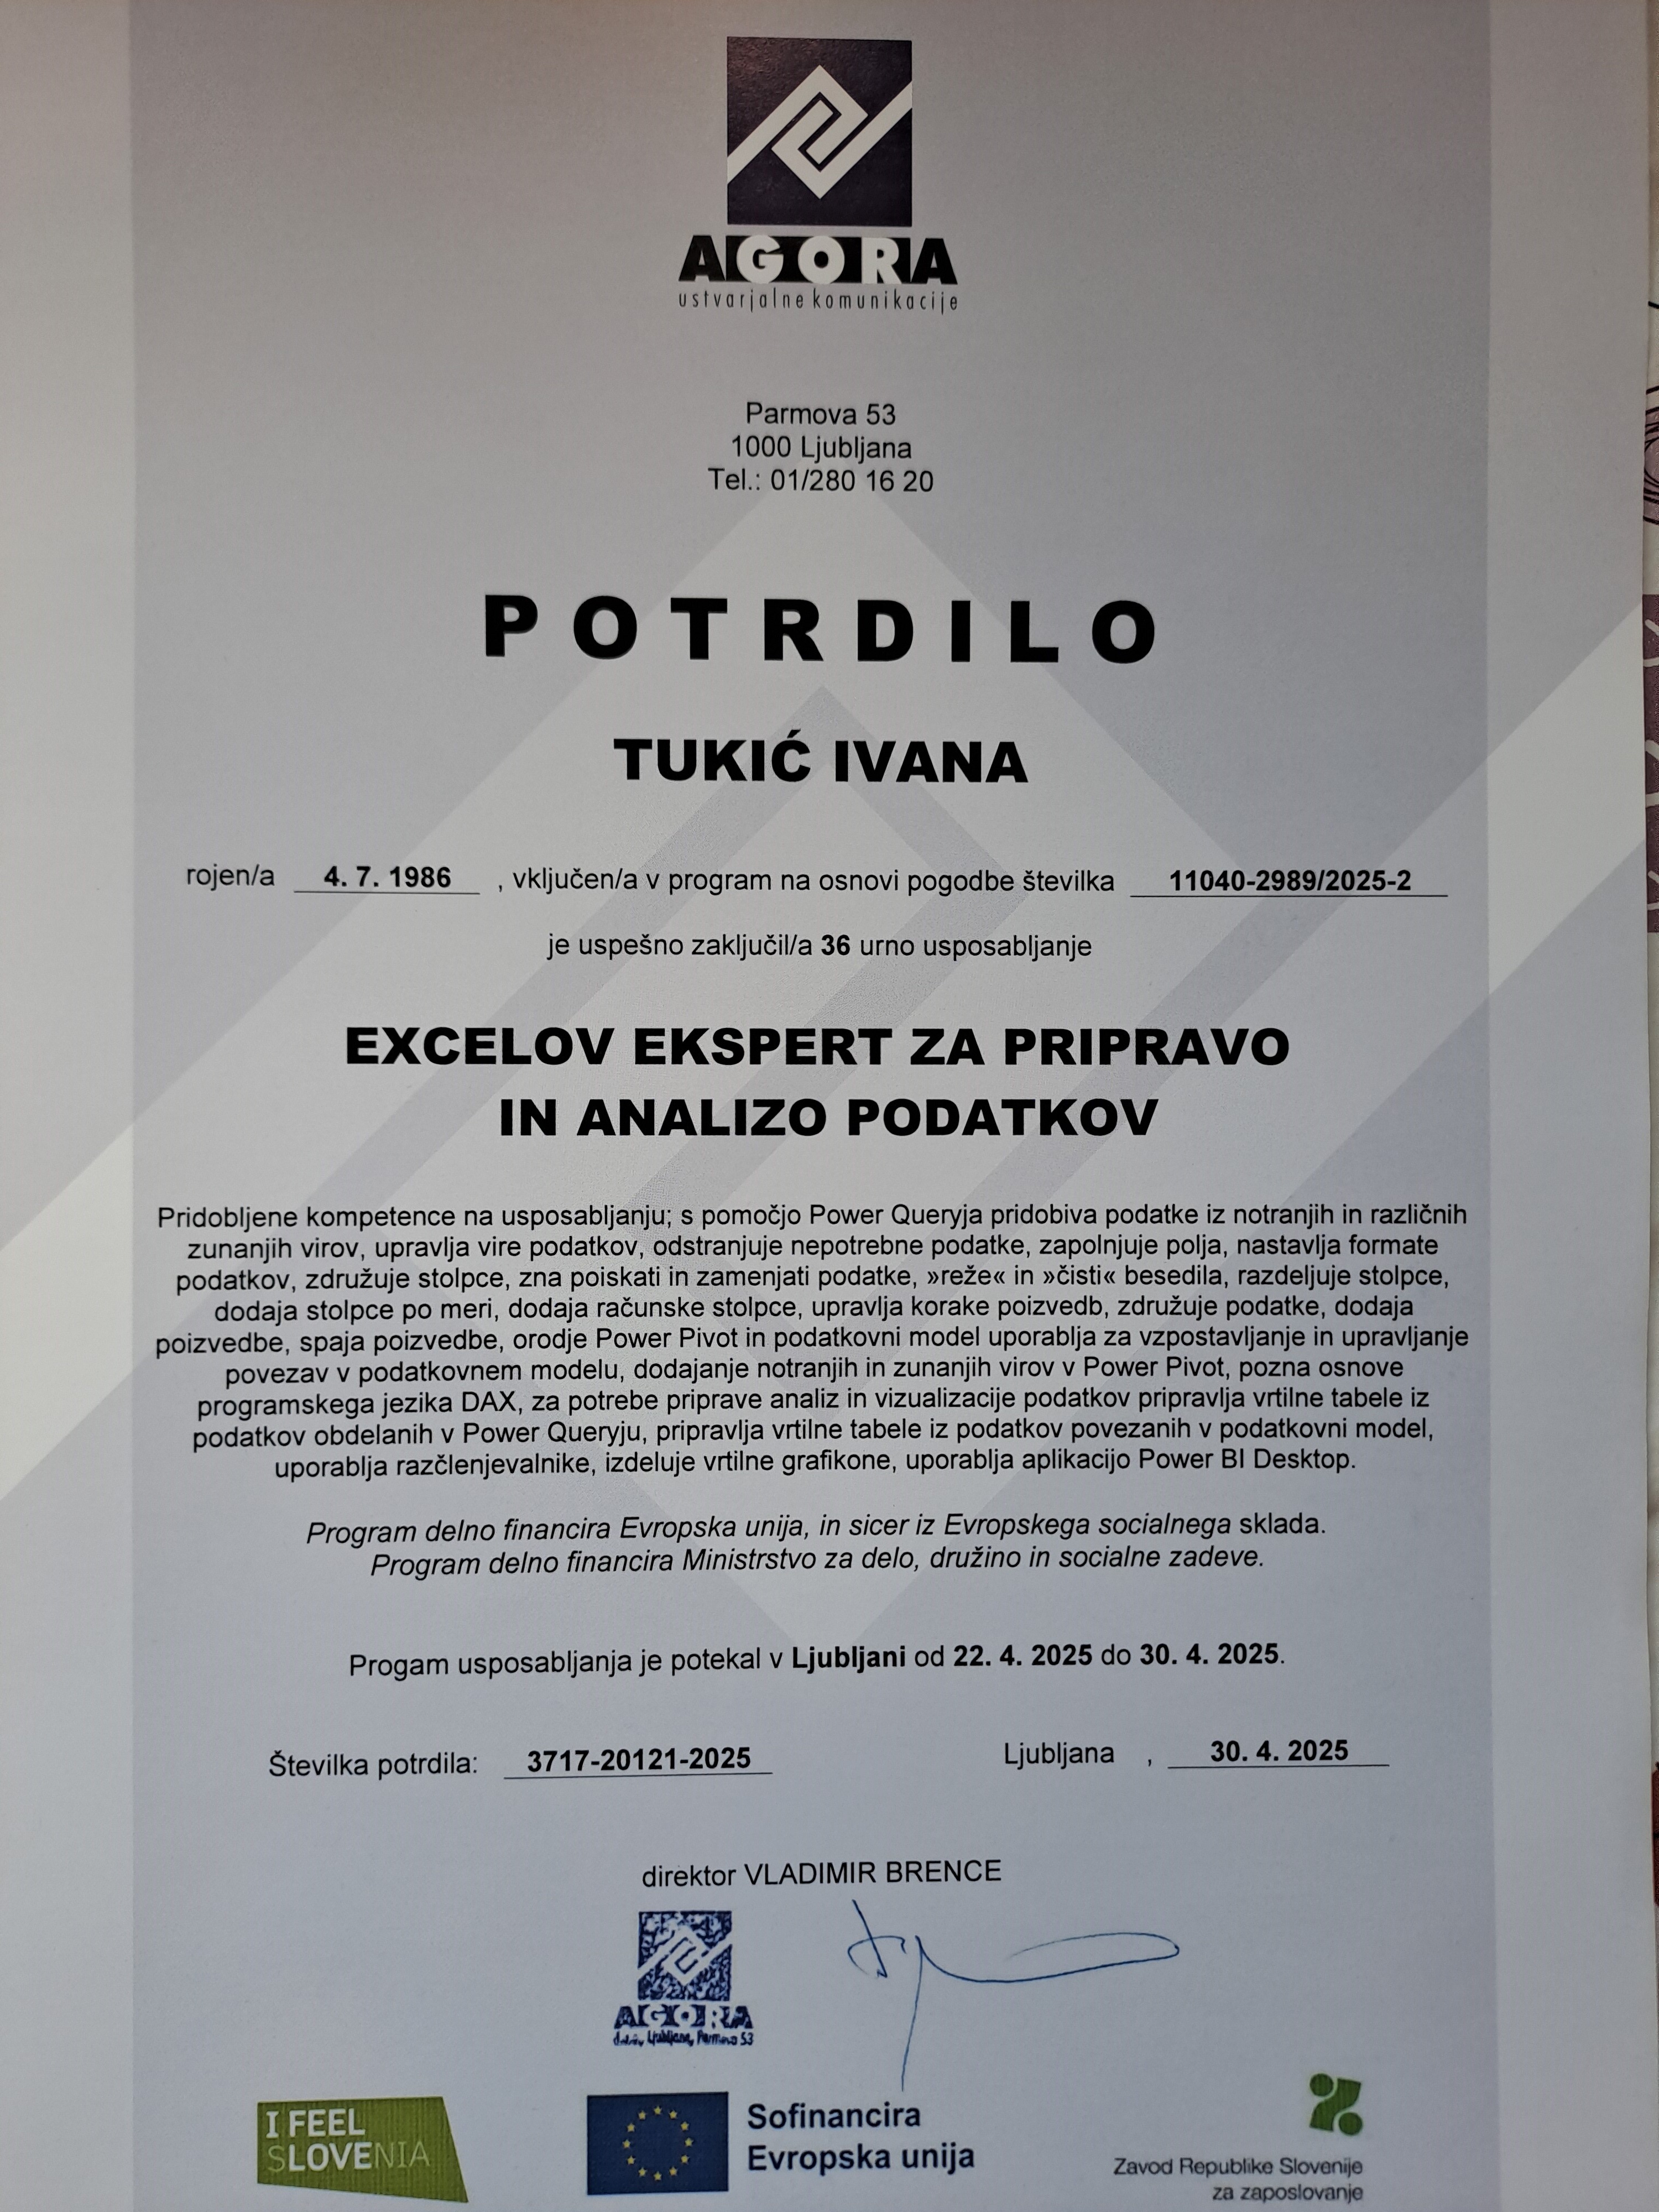 AGORA
ustvarjalne komunikacije
Parmova 53
1000 Ljubljana
Tel.: 01/280 16 20
POTRDILO
TUKIĆ IVANA
rojen/a 4. 7. 1986 , vključen/a v program na osnovi pogodbe številka 11040-2989/2025-2
je uspešno zaključil/a 36 urno usposabljanje
EXCELOV EKSPERT ZA PRIPRAVO
IN ANALIZO PODATKOV
Pridobljene kompetence na usposabljanju; s pomočjo Power Queryja pridobiva podatke iz notranjih in različnih
zunanjih virov, upravlja vire podatkov, odstranjuje nepotrebne podatke, zapolnjuje polja, nastavlja formate
podatkov, združuje stolpce, zna poiskati in zamenjati podatke, »reže« in »čisti« besedila, razdeljuje stolpce,
dodaja stolpce po meri, dodaja računske stolpce, upravlja korake poizvedb, združuje podatke, dodaja
poizvedbe, spaja poizvedbe, orodje Power Pivot in podatkovni model uporablja za vzpostavljanje in upravljanje
povezav v podatkovnem modelu, dodajanje notranjih in zunanjih virov v Power Pivot, pozna osnove
programskega jezika DAX, za potrebe priprave analiz in vizualizacije podatkov pripravlja vrtilne tabele iz
podatkov obdelanih v Power Queryju, pripravlja vrtilne tabele iz podatkov povezanih v podatkovni model,
uporablja razčlenjevalnike, izdeluje vrtilne grafikone, uporablja aplikacijo Power BI Desktop.
Program delno financira Evropska unija, in sicer iz Evropskega socialnega sklada.
Program delno financira Ministrstvo za delo, družino in socialne zadeve.
Progam usposabljanja je potekal v Ljubljani od 22. 4. 2025 do 30. 4. 2025.
Številka potrdila: 3717-20121-2025 Ljubljana , 30. 4. 2025
direktor VLADIMIR BRENCE
AGORA
Ljubljana, Parmova 53
I FEEL
SLOVENIA
Sofinancira
Evropska unija
Zavod Republike Slovenije
za zaposlovanje